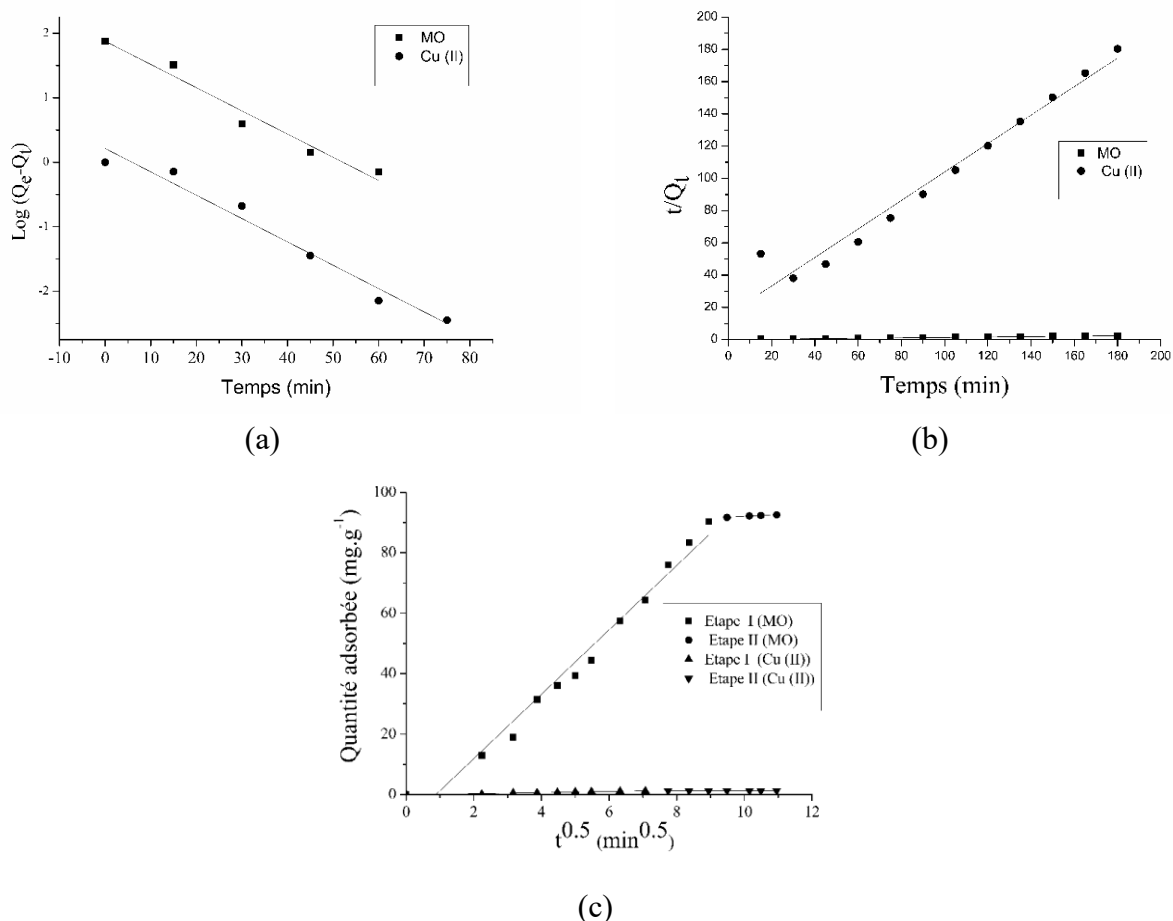 2
1
0
-1
-2
Log (Qe-Qt)
-10 0 10 20 30 40 50 60 70 80
Temps (min)
MO
Cu (II)
(a)
200
180
160
140
120
100
80
60
40
20
0
t/Qt
0 20 40 60 80 100 120 140 160 180 200
Temps (min)
MO
Cu (II)
(b)
100
80
60
40
20
0
Quantité adsorbée (mg.g-1)
0 2 4 6 8 10 12
t0.5 (min0.5)
Etape I (MO)
Etape II (MO)
Etape I (Cu (II))
Etape II (Cu (II))
(c)